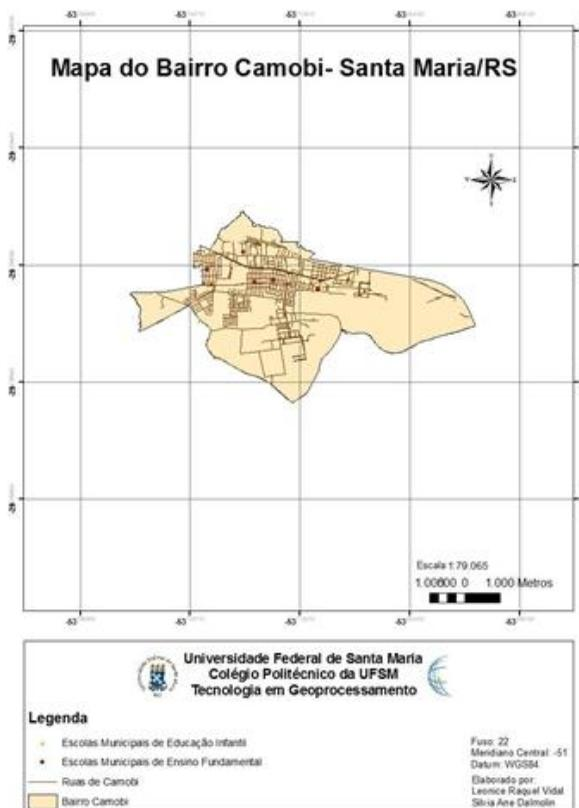 Mapa do Bairro Camobi- Santa Maria/RS
Escala 1:79.065
0 1.000 Metros
Universidade Federal de Santa Maria
Colégio Politécnico da UFSM
Tecnologia em Geoprocessamento
Legenda
Escolas Municipais de Educação Infantil
Escolas Municipais de Ensino Fundamental
Ruas de Camobi
Bairro Camobi
Fuso: 22
Meridiano Central: -51
Datum: WGS84
Elaborado por:
Leonice Raquel Vidal
Silvia Ane Dalmolin